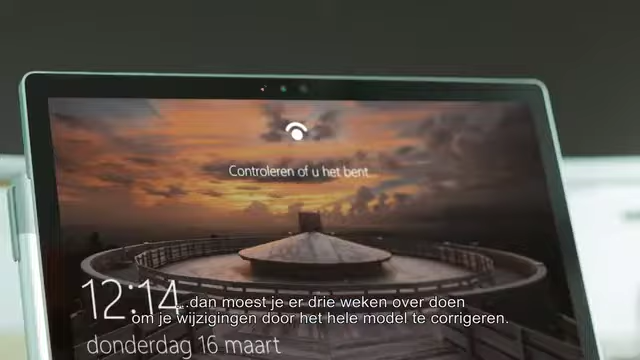 Controleren of u het bent
12:14
...dan moest je er drie weken over doen
om je wijzigingen door het hele model te corrigeren.
donderdag 16 maart